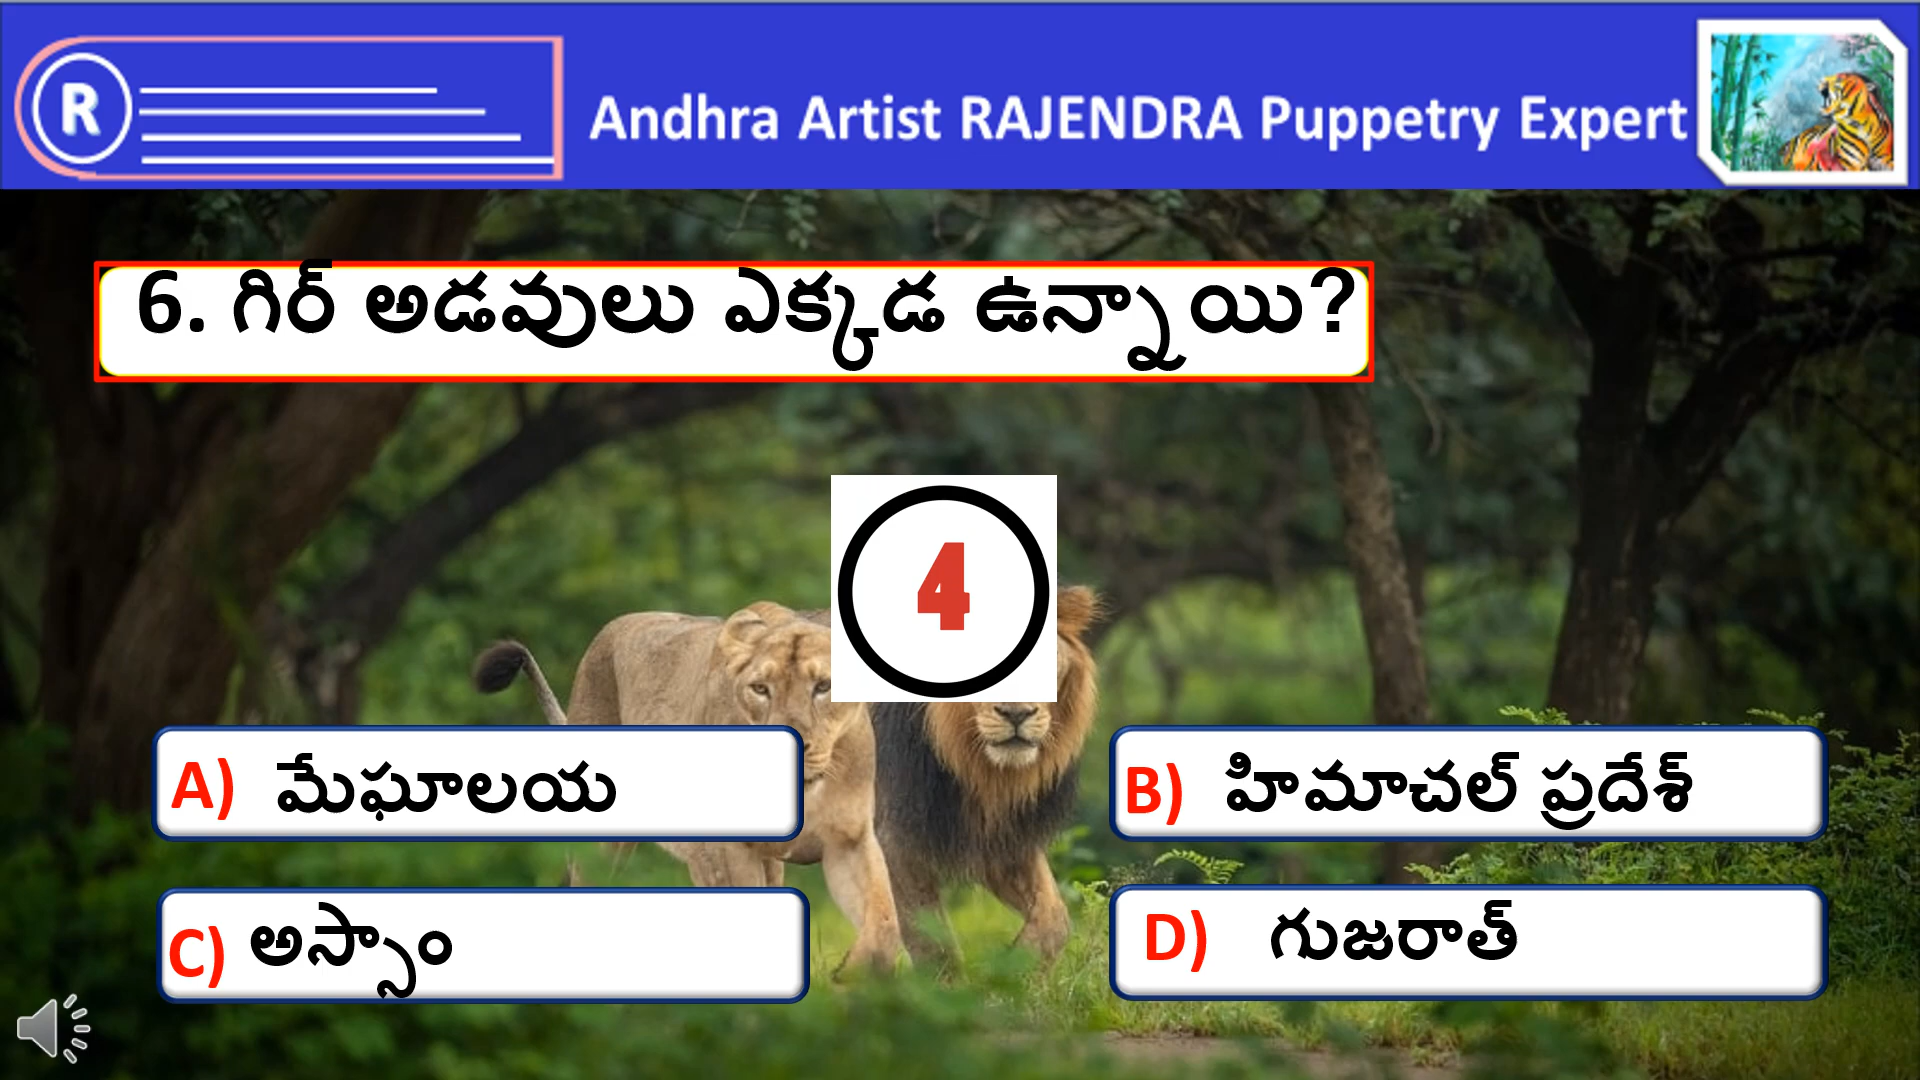 R
Andhra Artist RAJENDRA Puppetry Expert
6. గిర్ అడవులు ఎక్కడ ఉన్నాయి?
4
A) మేఘాలయ
B) హిమాచల్ ప్రదేశ్
C) అస్సాం
D) గుజరాత్